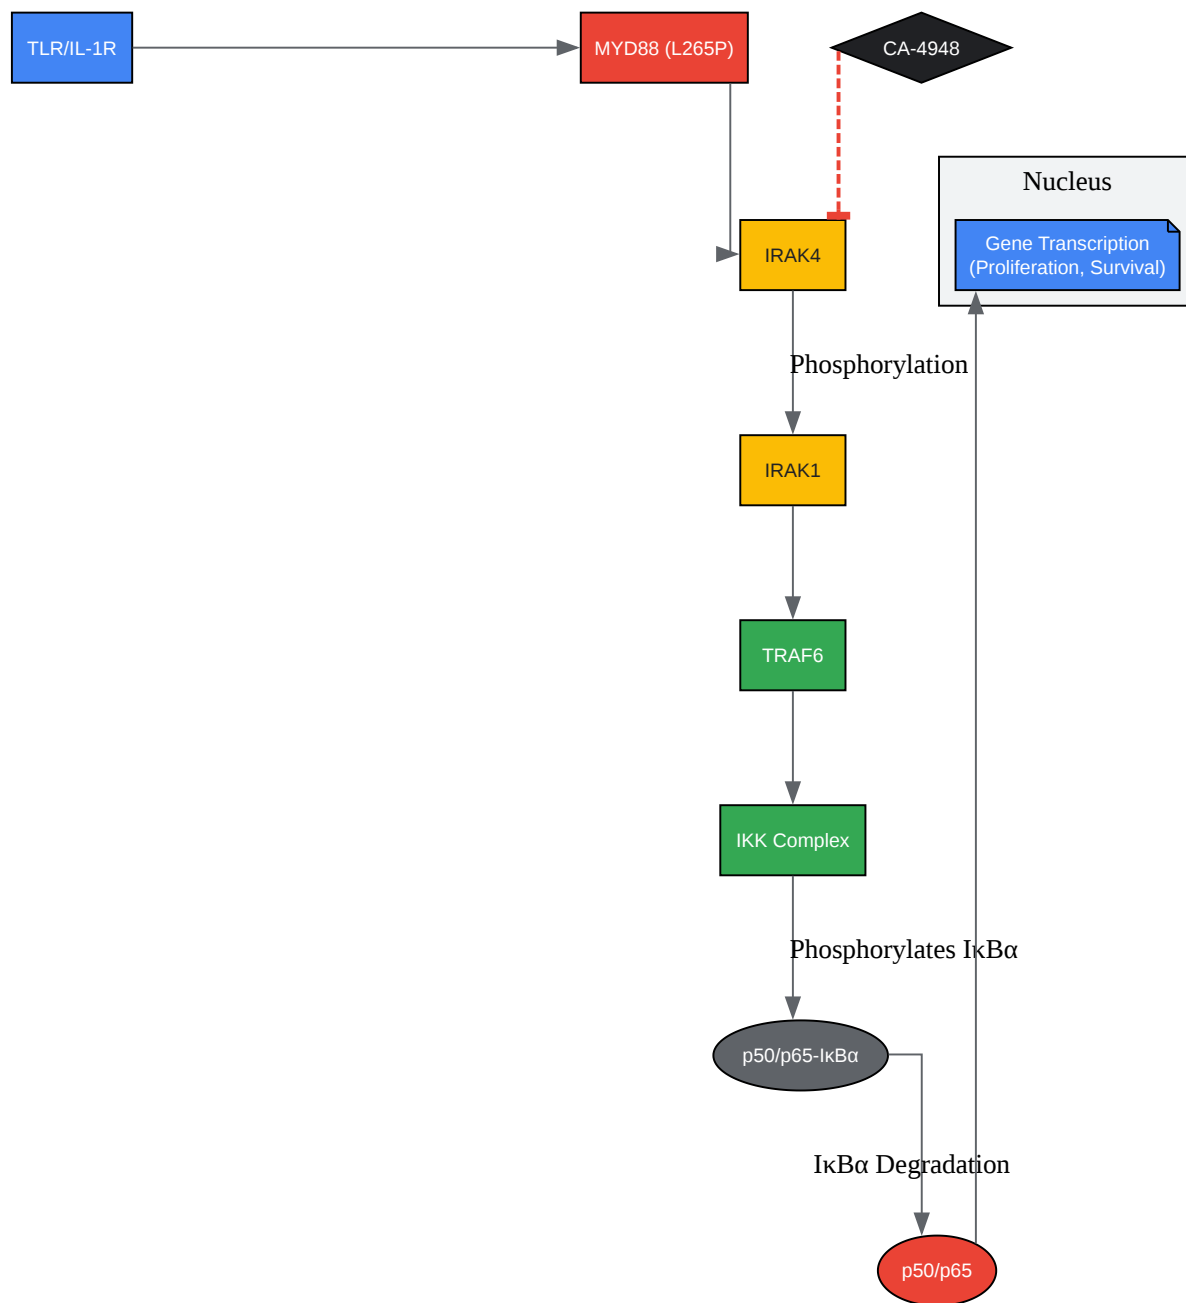 TLR/IL-1R
MYD88 (L265P)
CA-4948
Nucleus
Gene Transcription
(Proliferation, Survival)
IRAK4
Phosphorylation
IRAK1
TRAF6
IKK Complex
Phosphorylates IκBα
p50/p65-IκBα
IκBα Degradation
p50/p65